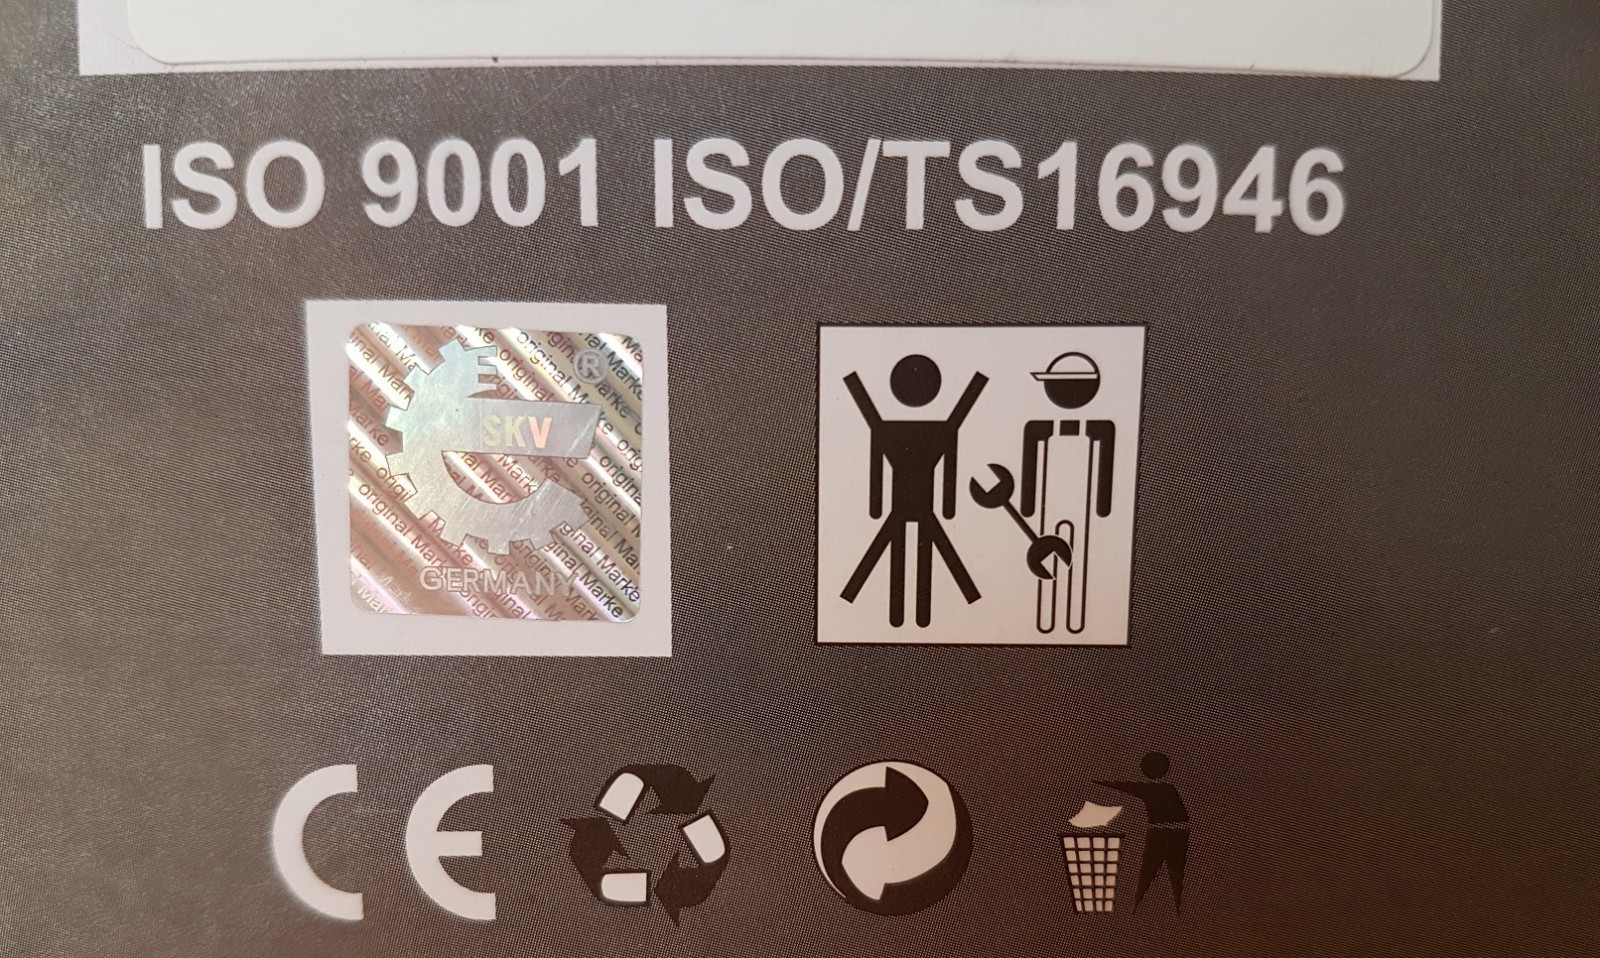 ISO 9001 ISO/TS16946
®
SKV
GERMANY
original Marke
CE